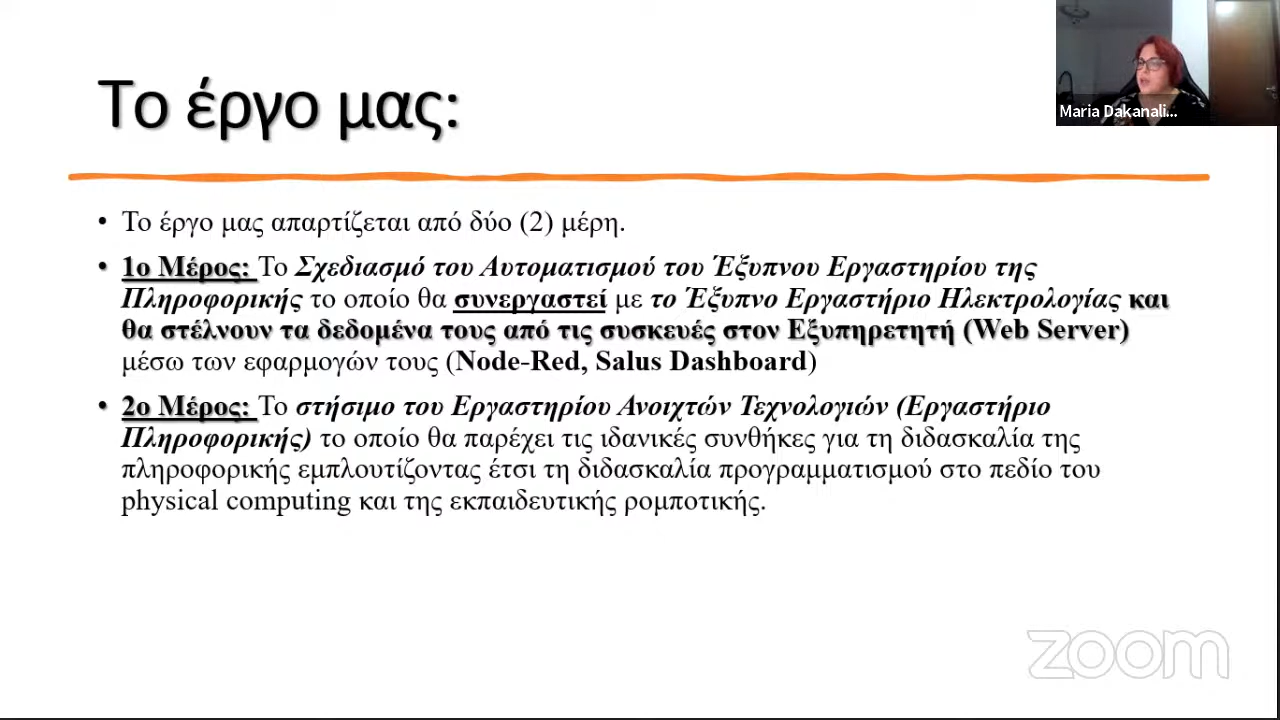 Το έργο μας:
Maria Dakanali...
• Το έργο μας απαρτίζεται από δύο (2) μέρη.
• 1ο Μέρος: Το Σχεδιασμό του Αυτοματισμού του Έξυπνου Εργαστηρίου της
Πληροφορικής το οποίο θα συνεργαστεί με το Έξυπνο Εργαστήριο Ηλεκτρολογίας και
θα στέλνουν τα δεδομένα τους από τις συσκευές στον Εξυπηρετητή (Web Server)
μέσω των εφαρμογών τους (Node-Red, Salus Dashboard)
• 2ο Μέρος: Το στήσιμο του Εργαστηρίου Ανοιχτών Τεχνολογιών (Εργαστήριο
Πληροφορικής) το οποίο θα παρέχει τις ιδανικές συνθήκες για τη διδασκαλία της
πληροφορικής εμπλουτίζοντας έτσι τη διδασκαλία προγραμματισμού στο πεδίο του
physical computing και της εκπαιδευτικής ρομποτικής.
zoom